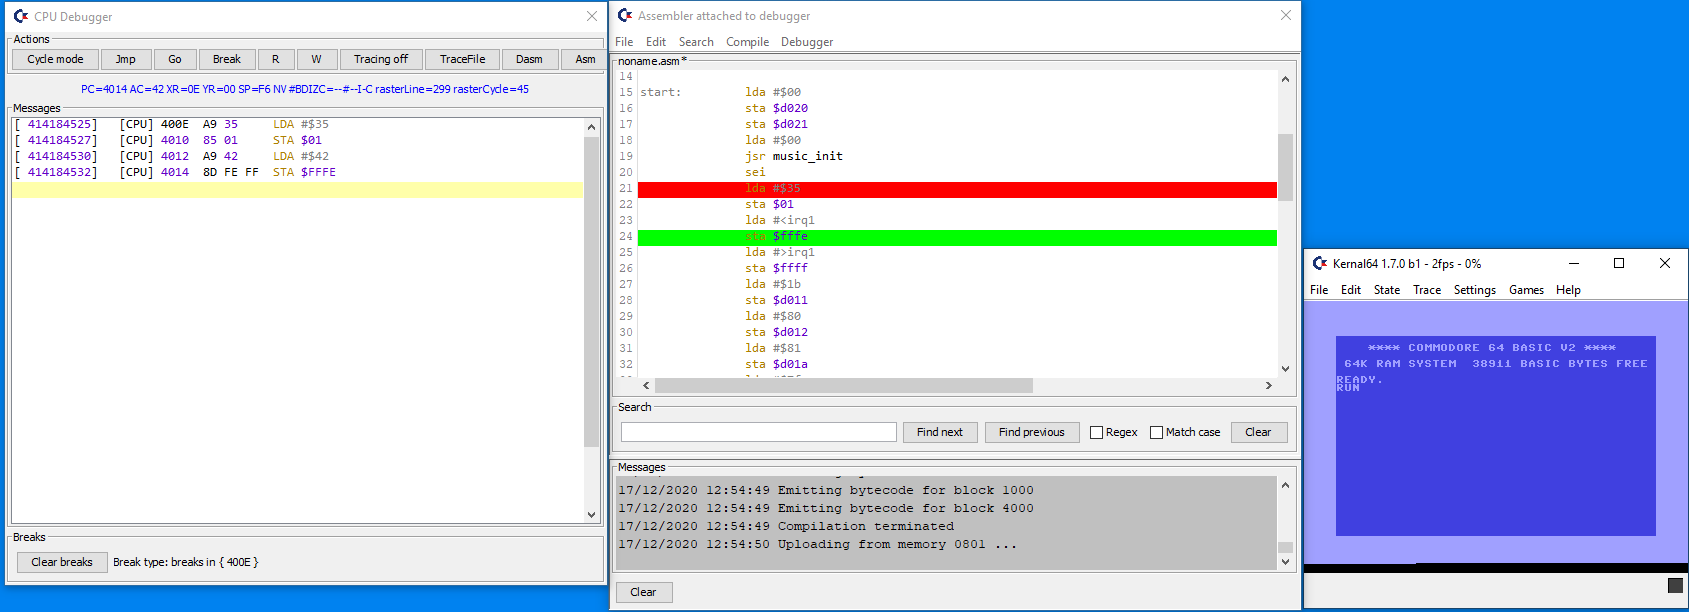 CPU Debugger
Actions
Cycle mode Jmp Go Break R W Tracing off TraceFile Dasm Asm
PC=4014 AC=42 XR=0E YR=00 SP=F6 NV#BDIZC=--#--I-C rasterLine=299 rasterCycle=45
Messages
[ 414184525] [CPU] 400E A9 35 LDA #$35
[ 414184527] [CPU] 4010 85 01 STA $01
[ 414184530] [CPU] 4012 A9 42 LDA #$42
[ 414184532] [CPU] 4014 8D FE FF STA $FFFE
Breaks
Clear breaks Break type: breaks in { 400E }
Assembler attached to debugger
File Edit Search Compile Debugger
noname.asm*
14
15 start: lda #$00
16 sta $d020
17 sta $d021
18 lda #$00
19 jsr music_init
20 sei
21 lda #$35
22 sta $01
23 lda #<irq1
24 sta $fffe
25 lda #>irq1
26 sta $ffff
27 lda #$1b
28 sta $d011
29 lda #$80
30 sta $d012
31 lda #$81
32 sta $d01a
Search
Find next Find previous Regex Match case Clear
Messages
17/12/2020 12:54:49 Emitting bytecode for block 1000
17/12/2020 12:54:49 Emitting bytecode for block 4000
17/12/2020 12:54:49 Compilation terminated
17/12/2020 12:54:50 Uploading from memory 0801 ...
Clear
Kernal64 1.7.0 b1 - 2fps - 0%
File Edit State Trace Settings Games Help
**** COMMODORE 64 BASIC V2 ****
64K RAM SYSTEM 38911 BASIC BYTES FREE
READY.
RUN